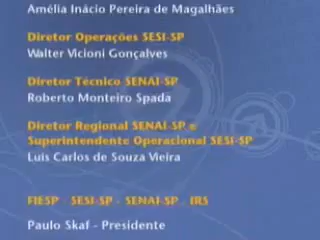 Amélia Inácio Pereira de Magalhães
Diretor Operações SESI-SP
Walter Vicioni Gonçalves
Diretor Técnico SENAI-SP
Roberto Monteiro Spada
Diretor Regional SENAI-SP e
Superintendente Operacional SESI-SP
Luis Carlos de Souza Vieira
FIESP - SESI-SP - SENAI-SP - IRS
Paulo Skaf - Presidente